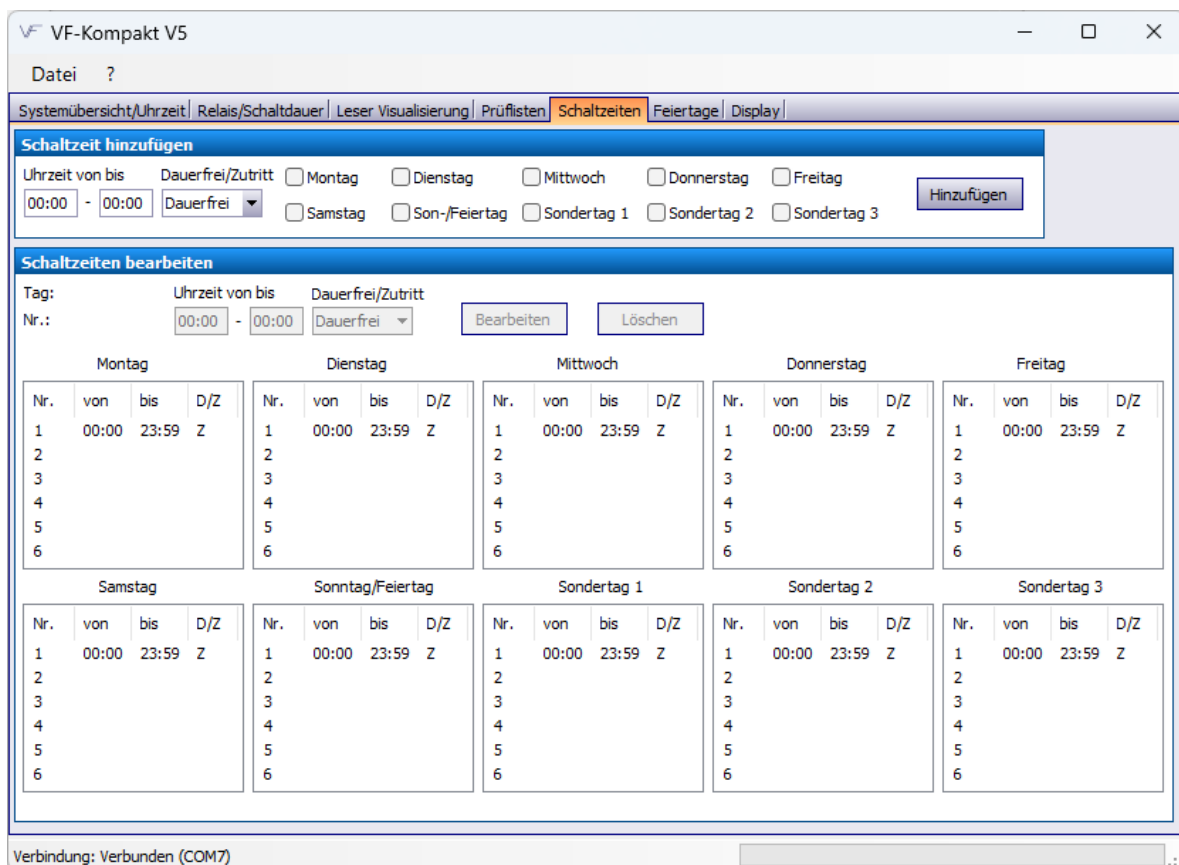 VF-Kompakt V5
Datei ?
Systemübersicht/Uhrzeit Relais/Schaltdauer Leser Visualisierung Prüflisten Schaltzeiten Feiertage Display
Schaltzeit hinzufügen
Uhrzeit von bis Dauerfrei/Zutritt Montag Dienstag Mittwoch Donnerstag Freitag
00:00 - 00:00 Dauerfrei Samstag Son-/Feiertag Sondertag 1 Sondertag 2 Sondertag 3 Hinzufügen
Schaltzeiten bearbeiten
Tag: Uhrzeit von bis Dauerfrei/Zutritt
Nr.: 00:00 - 00:00 Dauerfrei Bearbeiten Löschen
Montag Dienstag Mittwoch Donnerstag Freitag
Nr. von bis D/Z Nr. von bis D/Z Nr. von bis D/Z Nr. von bis D/Z Nr. von bis D/Z
1 00:00 23:59 Z 1 00:00 23:59 Z 1 00:00 23:59 Z 1 00:00 23:59 Z 1 00:00 23:59 Z
2 2 2 2 2
3 3 3 3 3
4 4 4 4 4
5 5 5 5 5
6 6 6 6 6
Samstag Sonntag/Feiertag Sondertag 1 Sondertag 2 Sondertag 3
Nr. von bis D/Z Nr. von bis D/Z Nr. von bis D/Z Nr. von bis D/Z Nr. von bis D/Z
1 00:00 23:59 Z 1 00:00 23:59 Z 1 00:00 23:59 Z 1 00:00 23:59 Z 1 00:00 23:59 Z
2 2 2 2 2
3 3 3 3 3
4 4 4 4 4
5 5 5 5 5
6 6 6 6 6
Verbindung: Verbunden (COM7)